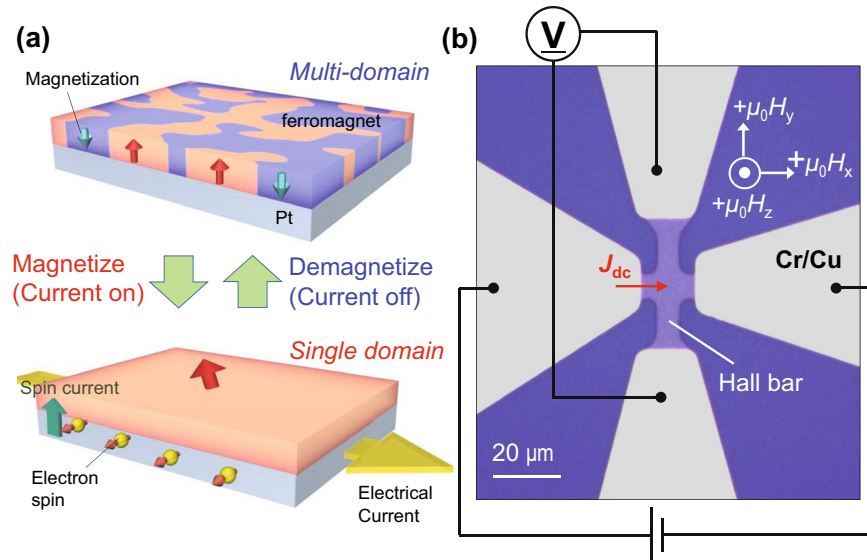 (a)
Magnetization
Multi-domain
ferromagnet
Pt
Magnetize
(Current on)
Demagnetize
(Current off)
Single domain
Spin current
Electron
spin
Electrical
Current
(b)
V
+μ₀Hy
+μ₀Hx
+μ₀Hz
Jdc
Cr/Cu
Hall bar
20 μm